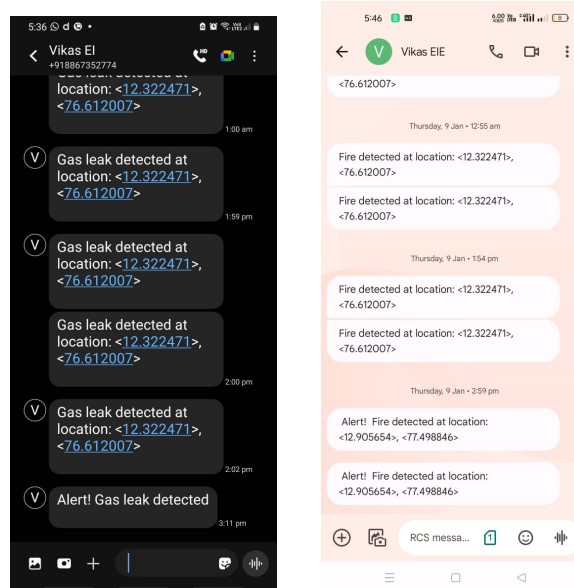 5:36
Vikas EI
+918867352774
location: <12.322471>,
<76.612007>
1:00 am
V
Gas leak detected at
location: <12.322471>,
<76.612007>
1:59 pm
V
Gas leak detected at
location: <12.322471>,
<76.612007>
Gas leak detected at
location: <12.322471>,
<76.612007>
2:00 pm
V
Gas leak detected at
location: <12.322471>,
<76.612007>
2:02 pm
V
Alert! Gas leak detected
3:11 pm
5:46
6.00
V
Vikas EIE
<76.612007>
Thursday, 9 Jan • 12:55 am
Fire detected at location: <12.322471>,
<76.612007>
Fire detected at location: <12.322471>,
<76.612007>
Thursday, 9 Jan • 1:54 pm
Fire detected at location: <12.322471>,
<76.612007>
Fire detected at location: <12.322471>,
<76.612007>
Thursday, 9 Jan • 2:59 pm
Alert! Fire detected at location:
<12.905654>, <77.498846>
Alert! Fire detected at location:
<12.905654>, <77.498846>
RCS messa...
1